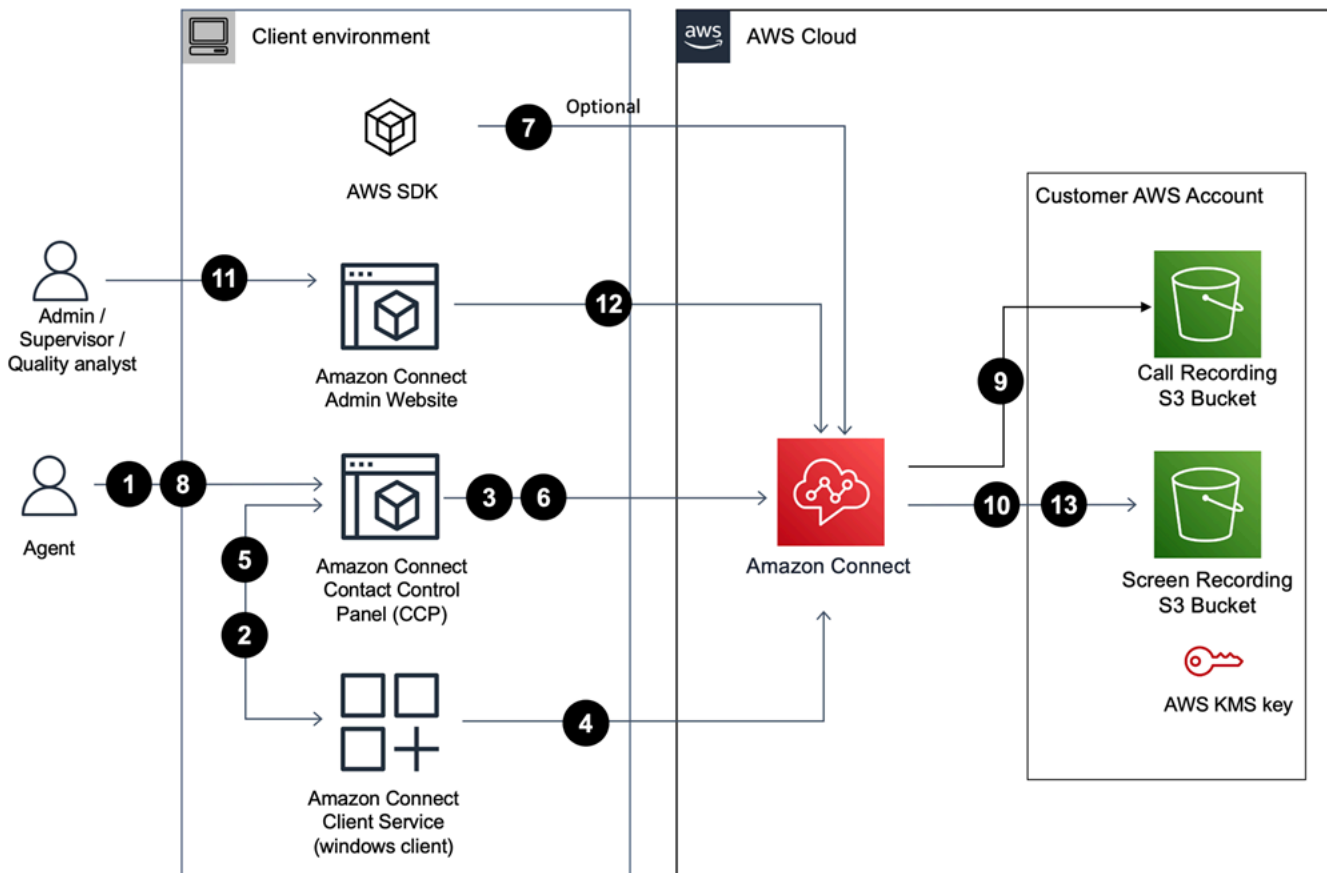 Client environment
aws
AWS Cloud
Optional
7
AWS SDK
Customer AWS Account
11
12
Admin /
Supervisor /
Quality analyst
Amazon Connect
Admin Website
9
Call Recording
S3 Bucket
1
8
3
6
10
13
Agent
5
Amazon Connect
Contact Control
Panel (CCP)
Amazon Connect
Screen Recording
S3 Bucket
2
4
AWS KMS key
Amazon Connect
Client Service
(windows client)